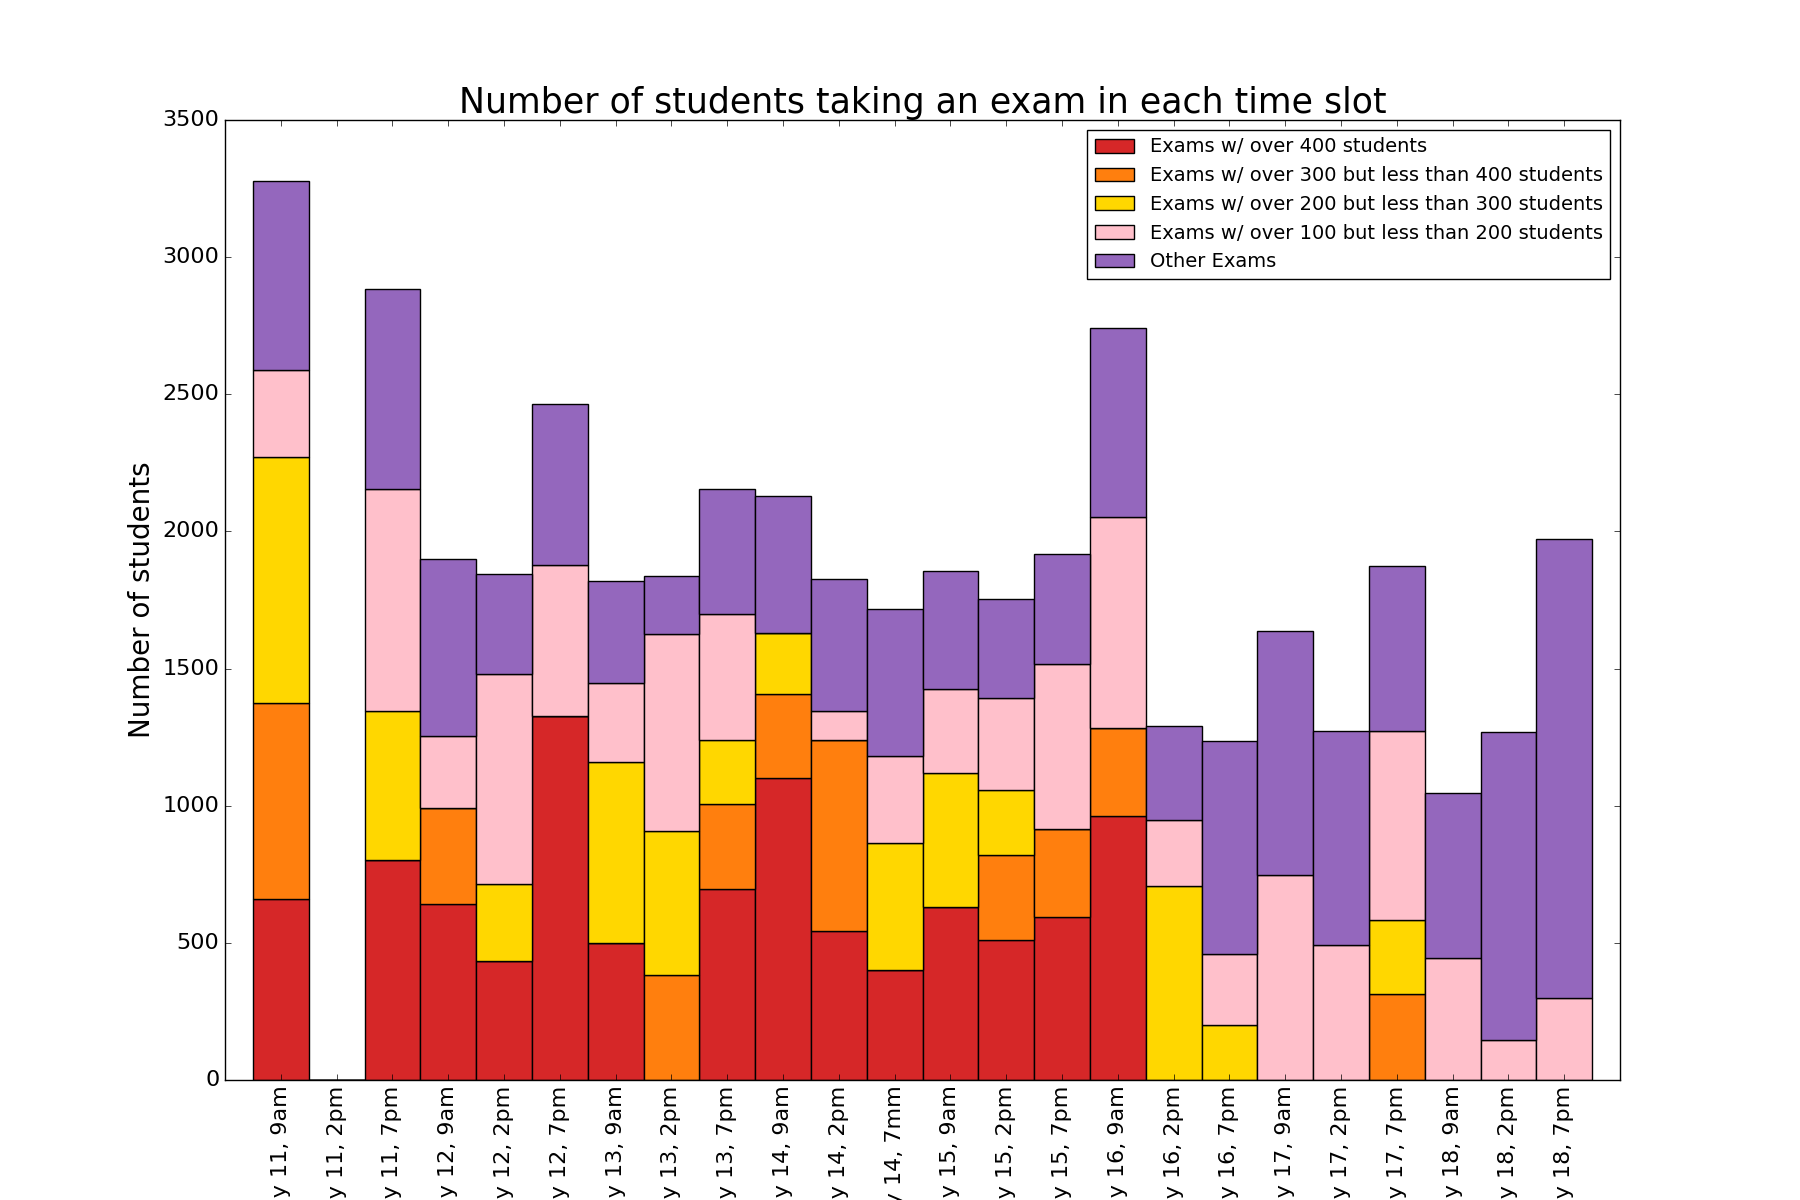 Number of students taking an exam in each time slot
3500
3000
2500
2000
1500
1000
500
0
Number of students
Exams w/ over 400 students
Exams w/ over 300 but less than 400 students
Exams w/ over 200 but less than 300 students
Exams w/ over 100 but less than 200 students
Other Exams
y 11, 9am
y 11, 2pm
y 11, 7pm
y 12, 9am
y 12, 2pm
y 12, 7pm
y 13, 9am
y 13, 2pm
y 13, 7pm
y 14, 9am
y 14, 2pm
y 14, 7mm
y 15, 9am
y 15, 2pm
y 15, 7pm
y 16, 9am
y 16, 2pm
y 16, 7pm
y 17, 9am
y 17, 2pm
y 17, 7pm
y 18, 9am
y 18, 2pm
y 18, 7pm